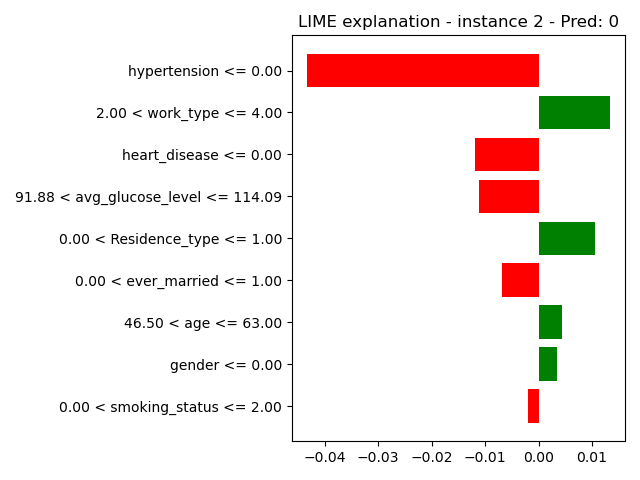 LIME explanation - instance 2 - Pred: 0
hypertension <= 0.00
2.00 < work_type <= 4.00
heart_disease <= 0.00
91.88 < avg_glucose_level <= 114.09
0.00 < Residence_type <= 1.00
0.00 < ever_married <= 1.00
46.50 < age <= 63.00
gender <= 0.00
0.00 < smoking_status <= 2.00
−0.04 −0.03 −0.02 −0.01 0.00 0.01